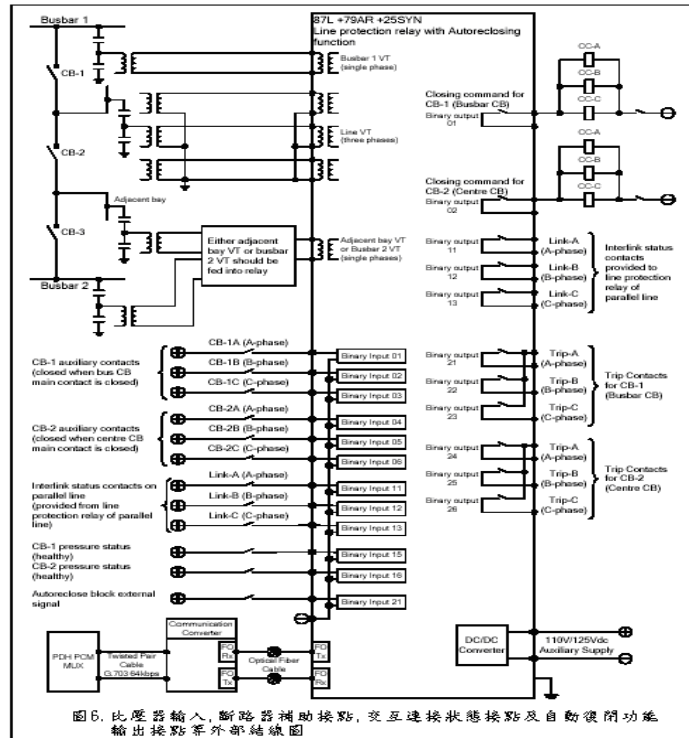 Busbar 1
87L +79AR +25SYN
Line protection relay with Autoreclosing
function
Busbar 1 VT
(single phase)
CB-1
Line VT
(three phases)
CB-2
Adjacent bay
CB-3
Either adjacent
bay VT or busbar
2 VT should be
fed into relay
Adjacent bay VT
or Busbar 2 VT
(single phases)
Busbar 2
CC-A
CC-B
CC-C
Closing command for
CB-1 (Busbar CB)
Binary output
01
CC-A
CC-B
CC-C
Closing command for
CB-2 (Centre CB)
Binary output
02
Binary output
11
Link-A
(A-phase)
Binary output
12
Link-B
(B-phase)
Binary output
13
Link-C
(C-phase)
Interlink status
contacts
provided to
line protection
relay of
parallel line
CB-1 auxiliary contacts
(closed when bus CB
main contact is closed)
CB-1A (A-phase)
Binary Input 01
CB-1B (B-phase)
Binary Input 02
CB-1C (C-phase)
Binary Input 03
Binary output
21
Trip-A
(A-phase)
Binary output
22
Trip-B
(B-phase)
Binary output
23
Trip-C
(C-phase)
Trip Contacts
for CB-1
(Busbar CB)
CB-2 auxiliary contacts
(closed when centre CB
main contact is closed)
CB-2A (A-phase)
Binary Input 04
CB-2B (B-phase)
Binary Input 05
CB-2C (C-phase)
Binary Input 06
Binary output
24
Trip-A
(A-phase)
Binary output
25
Trip-B
(B-phase)
Binary output
26
Trip-C
(C-phase)
Trip Contacts
for CB-2
(Centre CB)
Interlink status contacts on
parallel line
(provided from line
protection relay of parallel
line)
Link-A (A-phase)
Binary Input 11
Link-B (B-phase)
Binary Input 12
Link-C (C-phase)
Binary Input 13
CB-1 pressure status
(healthy)
Binary Input 15
CB-2 pressure status
(healthy)
Binary Input 16
Autoreclose block external
signal
Binary Input 21
PDH PCM
MUX
Twisted Pair
Cable
G.703 64kbps
Communication
Converter
FO
Rx
FO
Tx
Optical Fiber
Cable
FO
Tx
FO
Rx
DC/DC
Converter
110V/125Vdc
Auxiliary Supply
圖6. 比壓器輸入, 斷路器補助接點, 交互連接狀態接點及自動復閉功能
輸出接點等外部結線圖